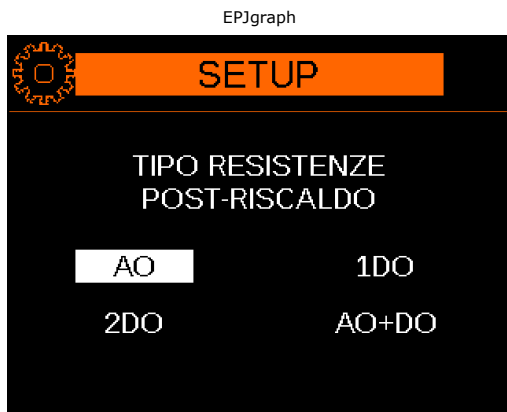 EPJgraph
SETUP
TIPO RESISTENZE
POST-RISCALDO
AO 1DO
2DO AO+DO